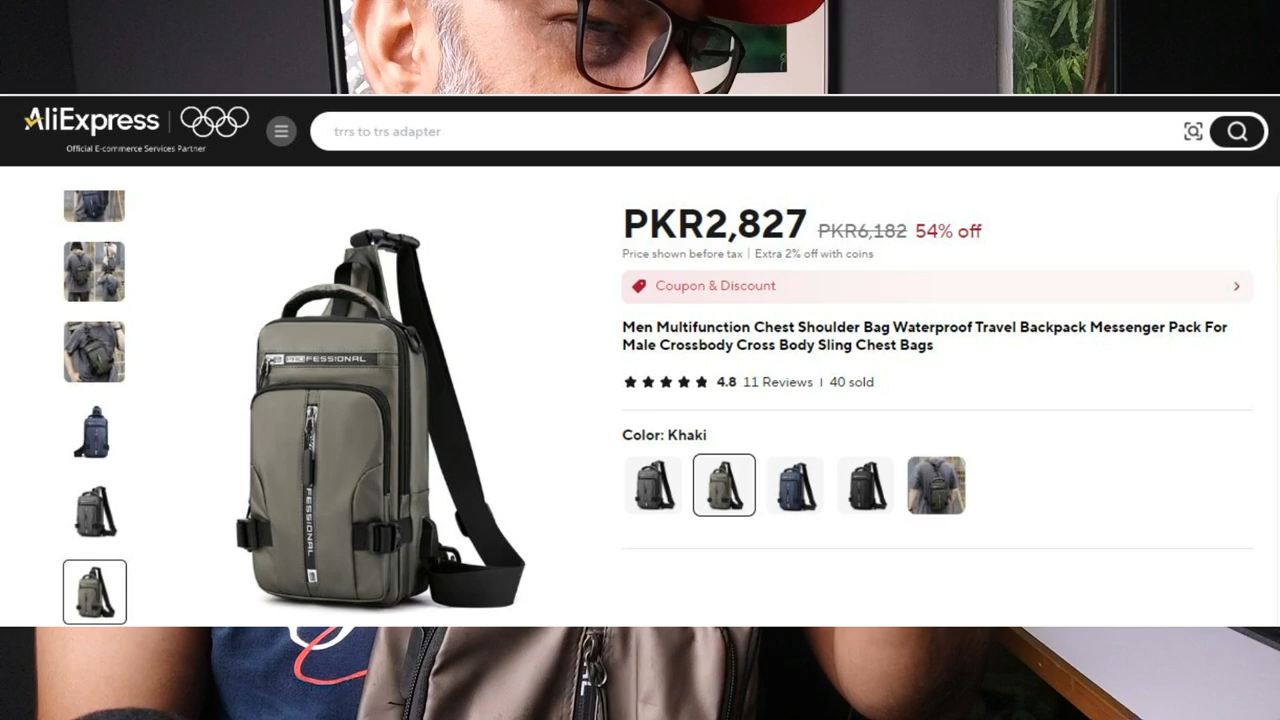 AliExpress
Official E-commerce Services Partner
trrs to trs adapter
PKR2,827 PKR6,182 54% off
Price shown before tax | Extra 2% off with coins
Coupon & Discount
Men Multifunction Chest Shoulder Bag Waterproof Travel Backpack Messenger Pack For
Male Crossbody Cross Body Sling Chest Bags
4.8 11 Reviews | 40 sold
Color: Khaki
PROFESSIONAL
FESSIONAL